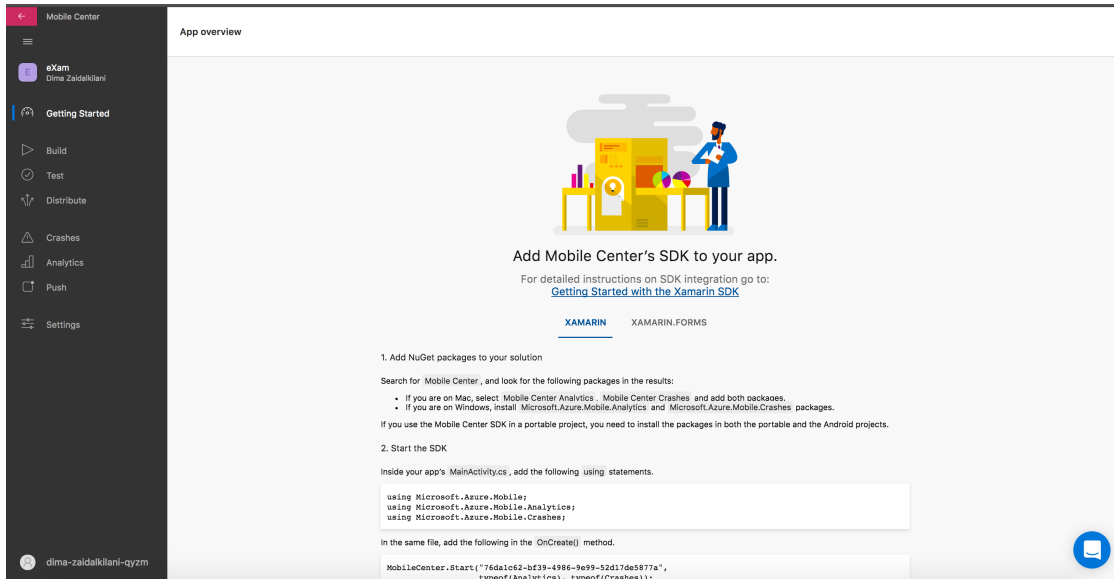 Mobile Center
App overview
E
eXam
Dima Zaidalkilani
Getting Started
Build
Test
Distribute
Crashes
Analytics
Push
Settings
dima-zaidalkilani-qyzm
Add Mobile Center's SDK to your app.
For detailed instructions on SDK integration go to:
Getting Started with the Xamarin SDK
XAMARIN XAMARIN.FORMS
1. Add NuGet packages to your solution
Search for Mobile Center , and look for the following packages in the results:
• If you are on Mac, select Mobile Center Analytics , Mobile Center Crashes and add both packages.
• If you are on Windows, install Microsoft.Azure.Mobile.Analytics and Microsoft.Azure.Mobile.Crashes packages.
If you use the Mobile Center SDK in a portable project, you need to install the packages in both the portable and the Android projects.
2. Start the SDK
Inside your app's MainActivity.cs , add the following using statements.
using Microsoft.Azure.Mobile;
using Microsoft.Azure.Mobile.Analytics;
using Microsoft.Azure.Mobile.Crashes;
In the same file, add the following in the OnCreate() method.
MobileCenter.Start("76da1c62-bf39-4986-9e99-52d17de5877a",
typeof(Analytics), typeof(Crashes));